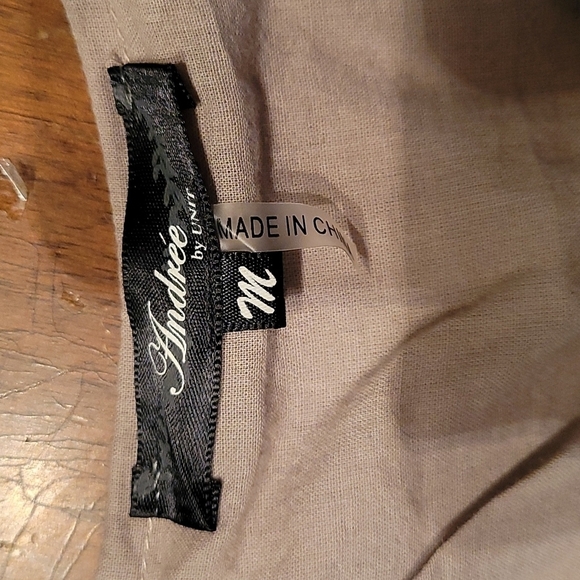 Andrée
by UNIT
M
MADE IN CH